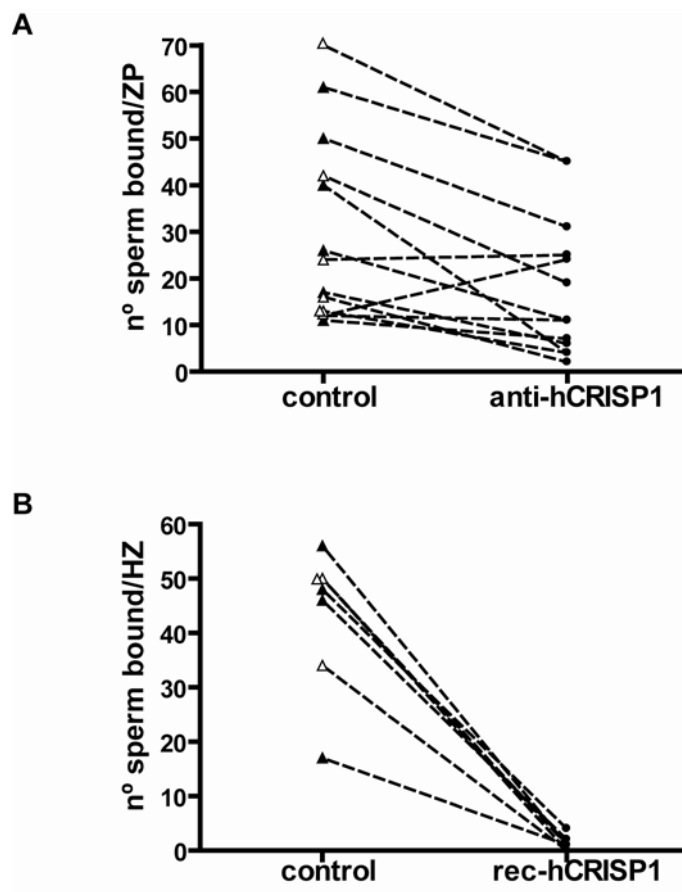 A
nº sperm bound/ZP
70
60
50
40
30
20
10
0
control anti-hCRISP1
B
nº sperm bound/HZ
60
50
40
30
20
10
0
control rec-hCRISP1